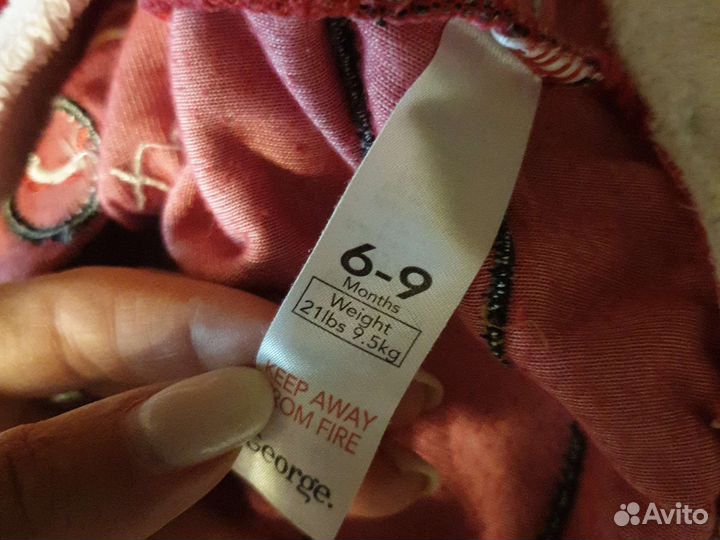 6-9
Months
Weight
21lbs 9.5kg
KEEP AWAY
FROM FIRE
George.
Avito